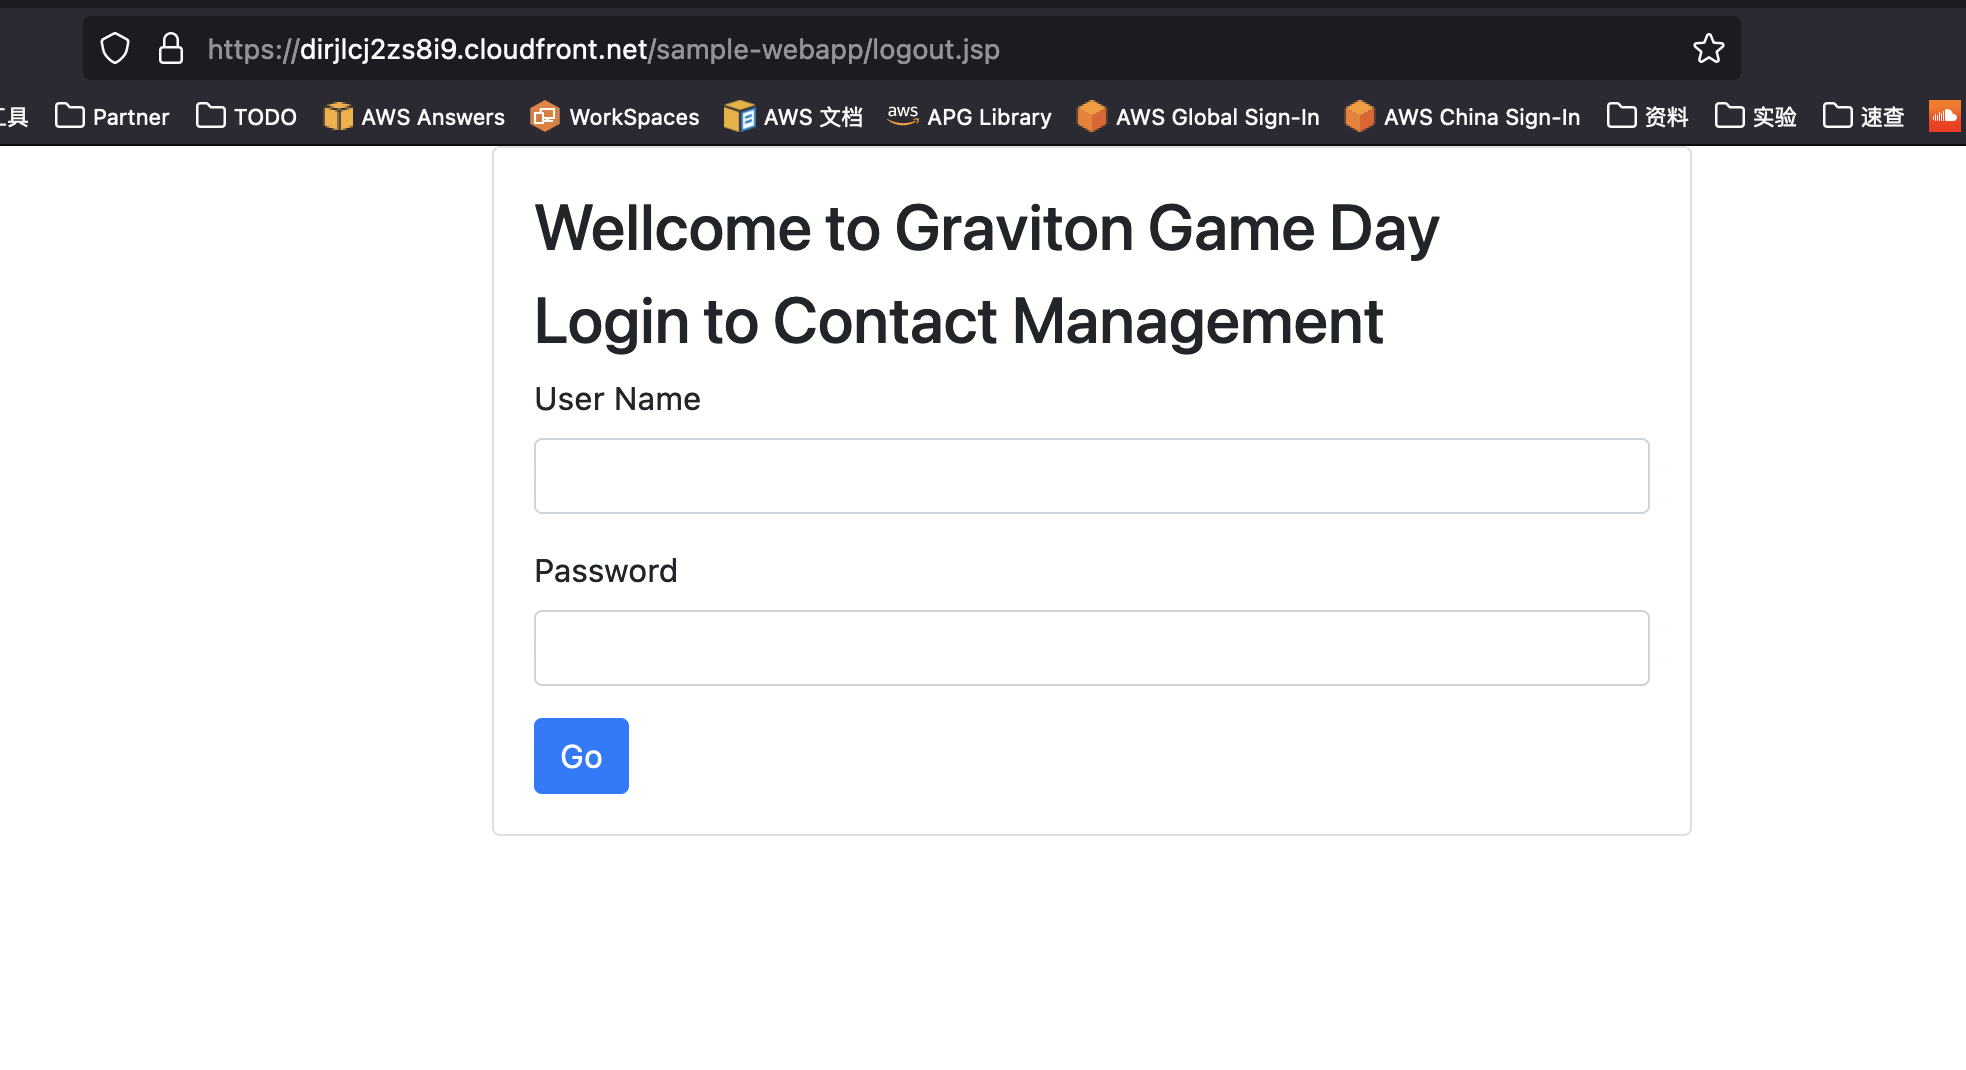 https://dirjlcj2zs8i9.cloudfront.net/sample-webapp/logout.jsp
工具 Partner TODO AWS Answers WorkSpaces AWS 文档 aws APG Library AWS Global Sign-In AWS China Sign-In 资料 实验 速查
Wellcome to Graviton Game Day
Login to Contact Management
User Name
Password
Go